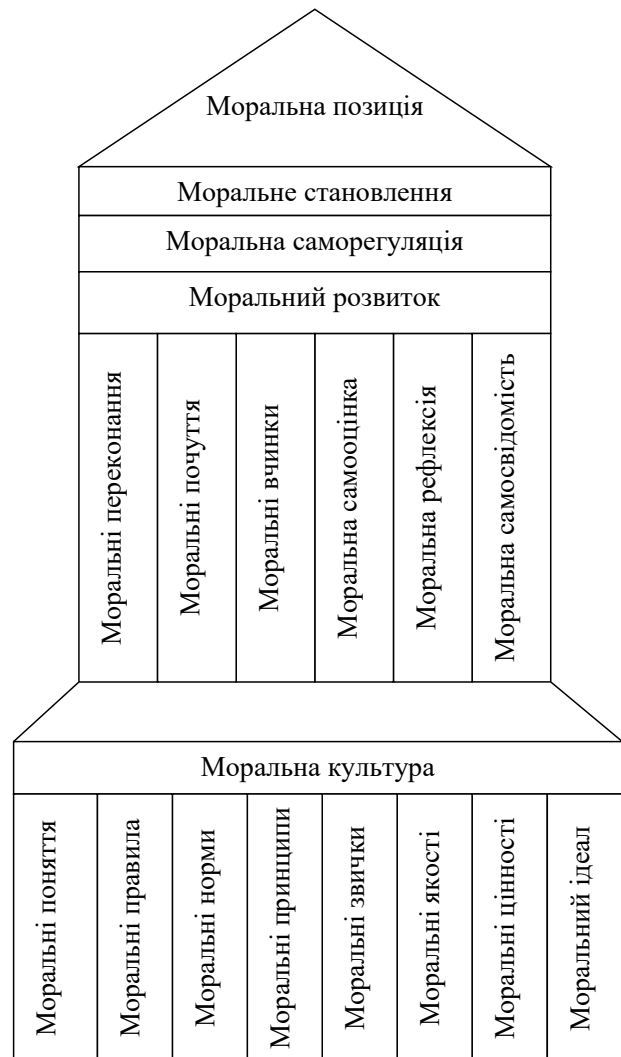 Моральна позиція
Моральне становлення
Моральна саморегуляція
Моральний розвиток
Моральні переконання
Моральні почуття
Моральні вчинки
Моральна самооцінка
Моральна рефлексія
Моральна самосвідомість
Моральна культура
Моральні поняття
Моральні правила
Моральні норми
Моральні принципи
Моральні звички
Моральні якості
Моральні цінності
Моральний ідеал